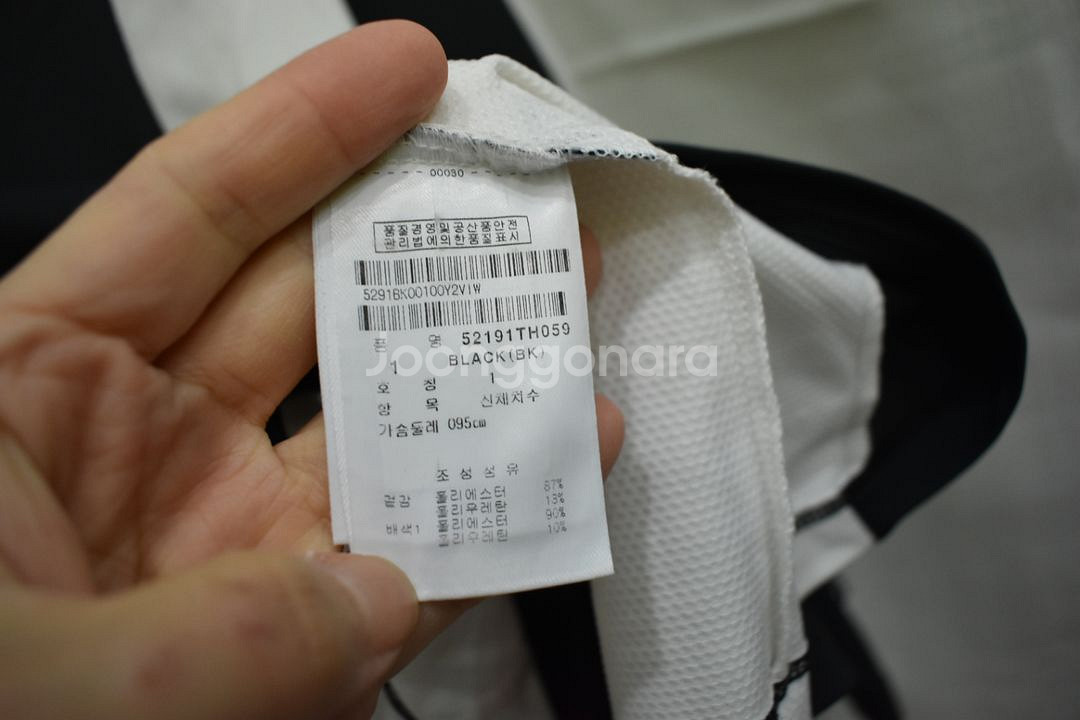 00030
품질경영및공산품안전
관리법에의한품질표시
5291BK00100Y2VIW
품 명 52191TH059
1 BLACK(BK)
호 칭 1
항 목 신체치수
가슴둘레 095cm
조성섬유
겉감 폴리에스터 87%
폴리우레탄 13%
배색1 폴리에스터 90%
폴리우레탄 10%
Joonggonara